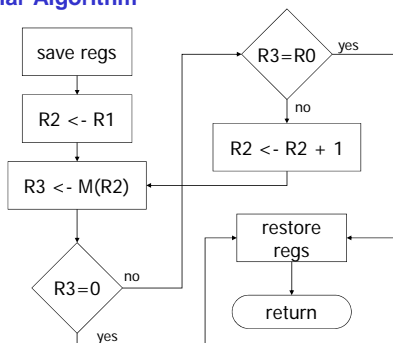 Algorithm
save regs
R2 <- R1
R3 <- M(R2)
R3=0
no
yes
R3=R0
yes
no
R2 <- R2 + 1
restore
regs
return